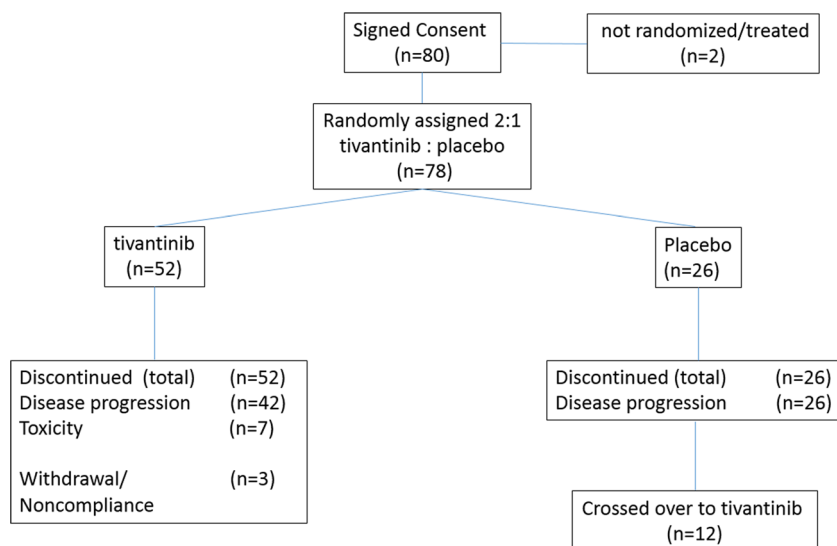 Signed Consent
(n=80)
not randomized/treated
(n=2)
Randomly assigned 2:1
tivantinib : placebo
(n=78)
tivantinib
(n=52)
Placebo
(n=26)
Discontinued (total) (n=52)
Disease progression (n=42)
Toxicity (n=7)
Withdrawal/ (n=3)
Noncompliance
Discontinued (total) (n=26)
Disease progression (n=26)
Crossed over to tivantinib
(n=12)